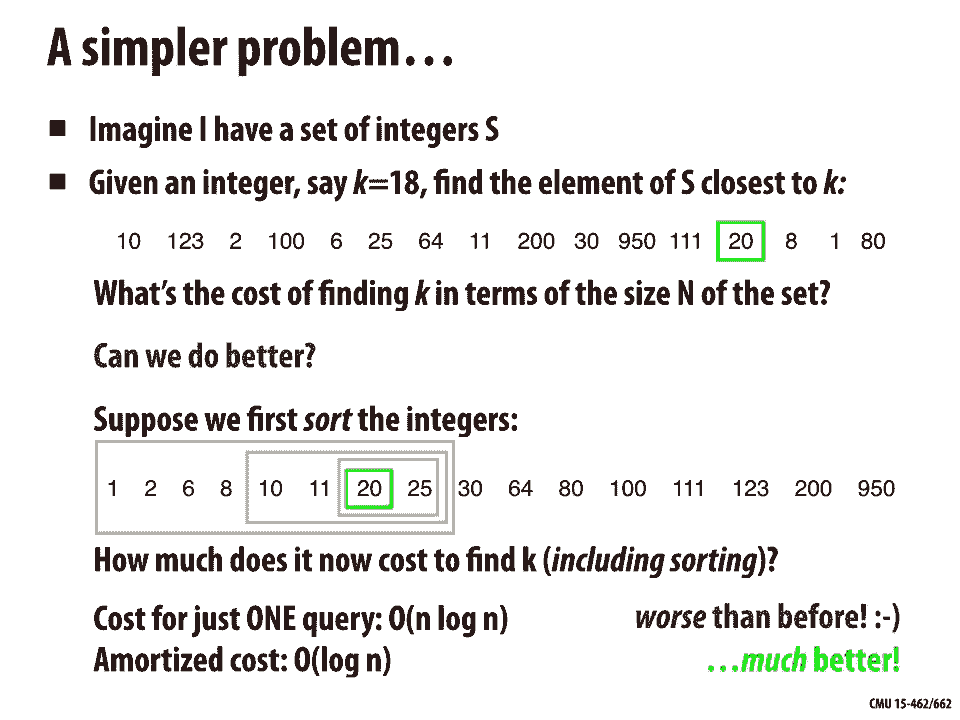 A simpler problem…
■ Imagine I have a set of integers S
■ Given an integer, say k=18, find the element of S closest to k:
10 123 2 100 6 25 64 11 200 30 950 111 20 8 1 80
What's the cost of finding k in terms of the size N of the set?
Can we do better?
Suppose we first sort the integers:
1 2 6 8 10 11 20 25 30 64 80 100 111 123 200 950
How much does it now cost to find k (including sorting)?
Cost for just ONE query: O(n log n) worse than before! :-)
Amortized cost: O(log n) …much better!
CMU 15-462/662